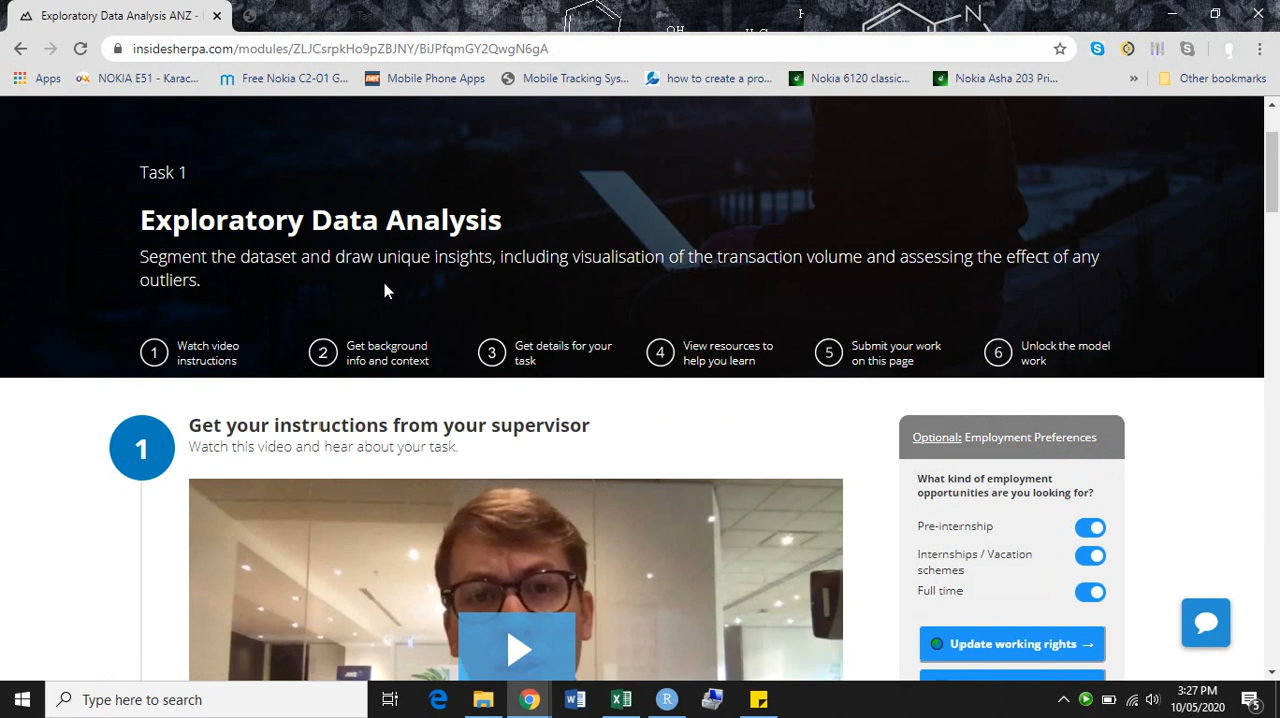 Exploratory Data Analysis ANZ -
insidesherpa.com/modules/ZLJCsrpkHo9pZBJNY/BiJPfqmGY2QwgN6gA
Apps
NOKIA E51 - Karac...
Free Nokia C2-01 G...
Mobile Phone Apps
Mobile Tracking Sys...
how to create a pro...
Nokia 6120 classic...
Nokia Asha 203 Pri...
»
Other bookmarks
Task 1
Exploratory Data Analysis
Segment the dataset and draw unique insights, including visualisation of the transaction volume and assessing the effect of any
outliers.
1
Watch video
instructions
2
Get background
info and context
3
Get details for your
task
4
View resources to
help you learn
5
Submit your work
on this page
6
Unlock the model
work
1
Get your instructions from your supervisor
Watch this video and hear about your task.
Optional: Employment Preferences
What kind of employment
opportunities are you looking for?
Pre-internship
Internships / Vacation
schemes
Full time
Update working rights →
Type here to search
3:27 PM
10/05/2020
5